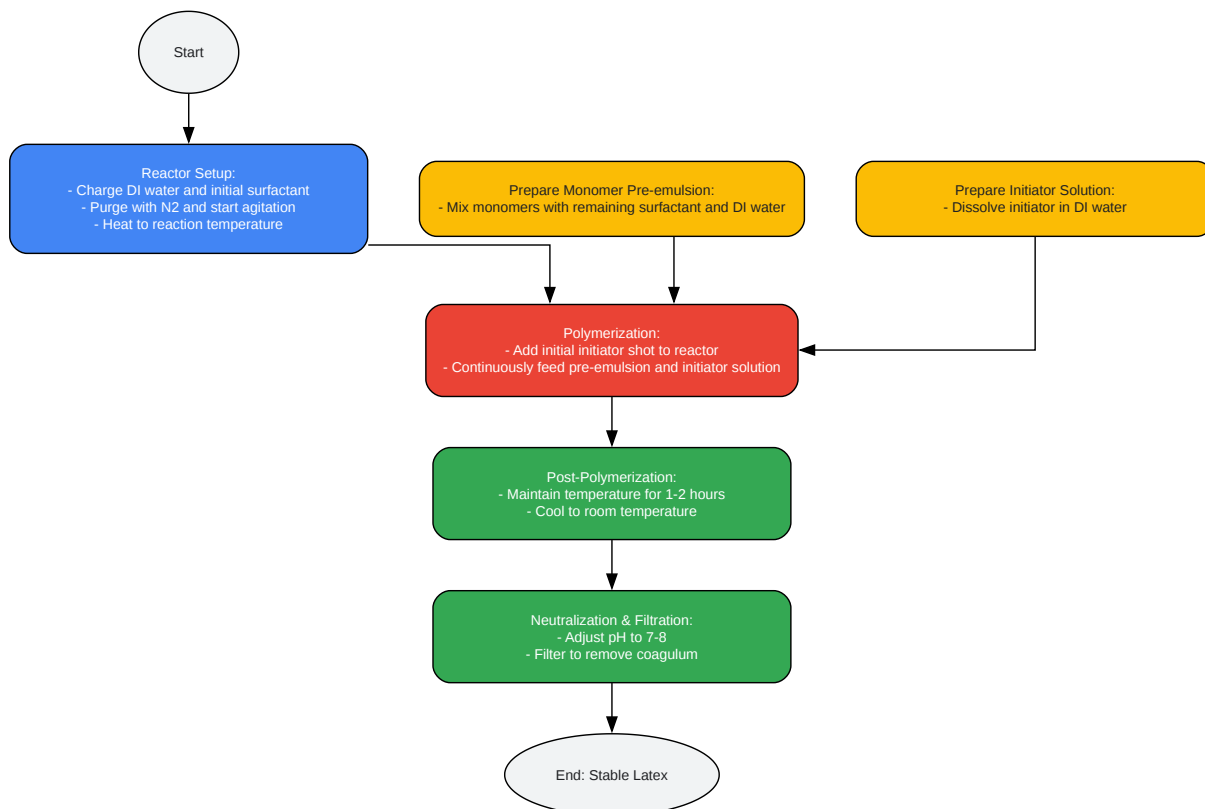 Start
Reactor Setup:
- Charge DI water and initial surfactant
- Purge with N2 and start agitation
- Heat to reaction temperature
Prepare Monomer Pre-emulsion:
- Mix monomers with remaining surfactant and DI water
Prepare Initiator Solution:
- Dissolve initiator in DI water
Polymerization:
- Add initial initiator shot to reactor
- Continuously feed pre-emulsion and initiator solution
Post-Polymerization:
- Maintain temperature for 1-2 hours
- Cool to room temperature
Neutralization & Filtration:
- Adjust pH to 7-8
- Filter to remove coagulum
End: Stable Latex